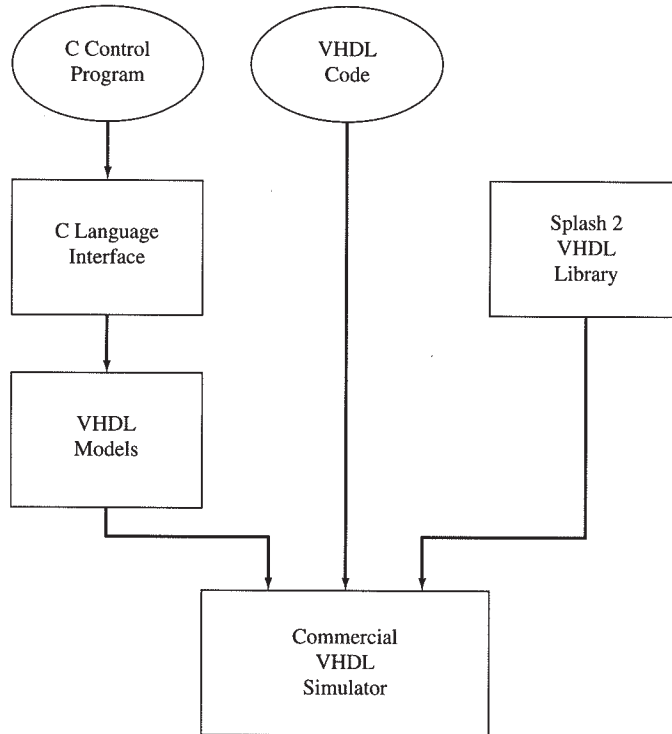 C Control
Program
VHDL
Code
C Language
Interface
Splash 2
VHDL
Library
VHDL
Models
Commercial
VHDL
Simulator